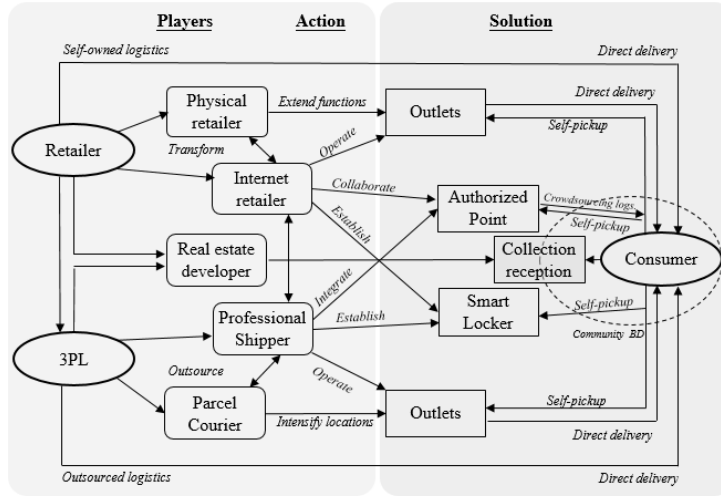 Players
Action
Solution
Self-owned logistics
Direct delivery
Physical
retailer
Extend functions
Outlets
Direct delivery
Self-pickup
Retailer
Transform
Operate
Internet
retailer
Collaborate
Authorized
Point
Crowdsourcing logs
Self-pickup
Establish
Real estate
developer
Collection
reception
Consumer
Integrate
Professional
Shipper
Establish
Smart
Locker
Self-pickup
Community BD
3PL
Outsource
Operate
Parcel
Courier
Intensify locations
Outlets
Self-pickup
Direct delivery
Outsourced logistics
Direct delivery